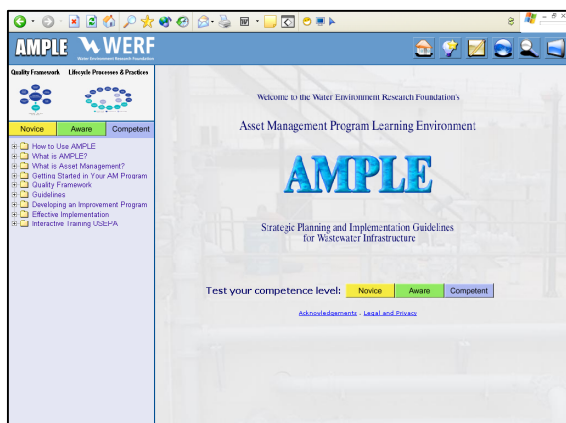 AMPLE WERF
Water Environment Research Foundation
Quality Framework Lifecycle Processes & Practices
Novice Aware Competent
How to Use AMPLE
What is AMPLE?
What is Asset Management?
Getting Started in Your AM Program
Quality Framework
Guidelines
Developing an Improvement Program
Effective Implementation
Interactive Training USEPA
Welcome to the Water Environment Research Foundation's
Asset Management Program Learning Environment
AMPLE
Strategic Planning and Implementation Guidelines
for Wastewater Infrastructure
Test your competence level: Novice Aware Competent
Acknowledgements - Legal and Privacy